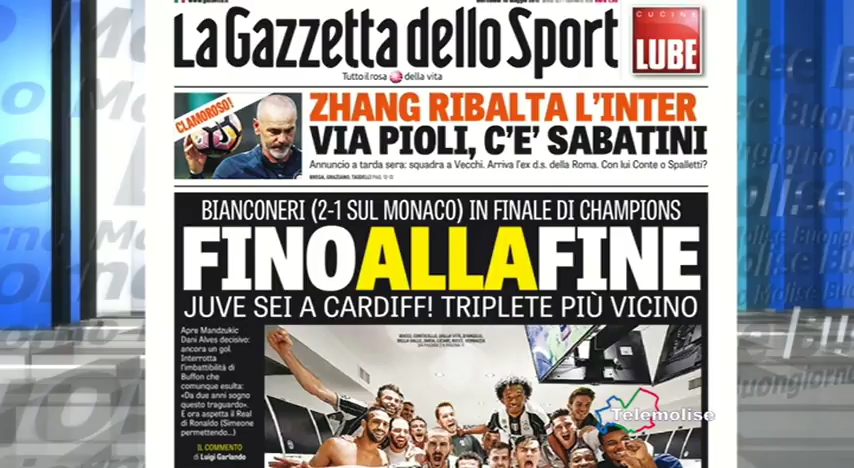 La Gazzetta dello Sport
Tutto il rosa della vita
CUCINE
LUBE
CLAMOROSO!
ZHANG RIBALTA L'INTER
VIA PIOLI, C'E' SABATINI
Annuncio a tarda sera: squadra a Vecchi. Arriva l'ex d.s. della Roma. Con lui Conte o Spalletti?
BIANCONERI (2-1 SUL MONACO) IN FINALE DI CHAMPIONS
FINOALLAFINE
JUVE SEI A CARDIFF! TRIPLETE PIÙ VICINO
Apre Mandzukic
Dani Alves decisivo:
ancora un gol.
Interrotta
l'imbattibilità
di Buffon che
comunque esulta:
«Da due anni sogno
questo traguardo».
E ora aspetta il Real
di Ronaldo (Simeone
permettendo...)
IL COMMENTO
di Luigi Garlando
Telemolise